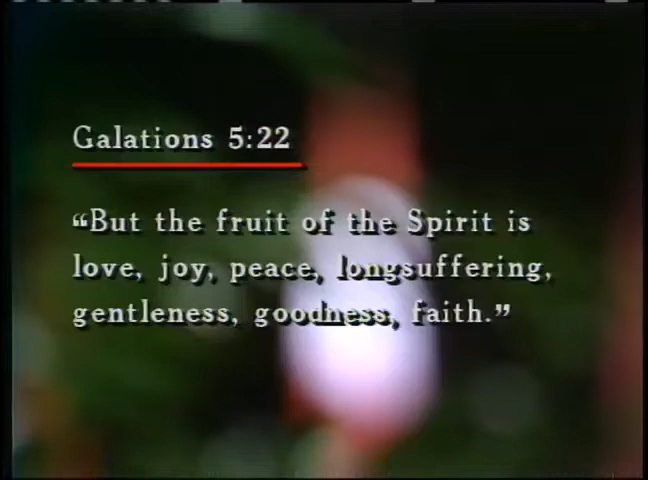 Galations 5:22
“But the fruit of the Spirit is
love, joy, peace, longsuffering,
gentleness, goodness, faith.”